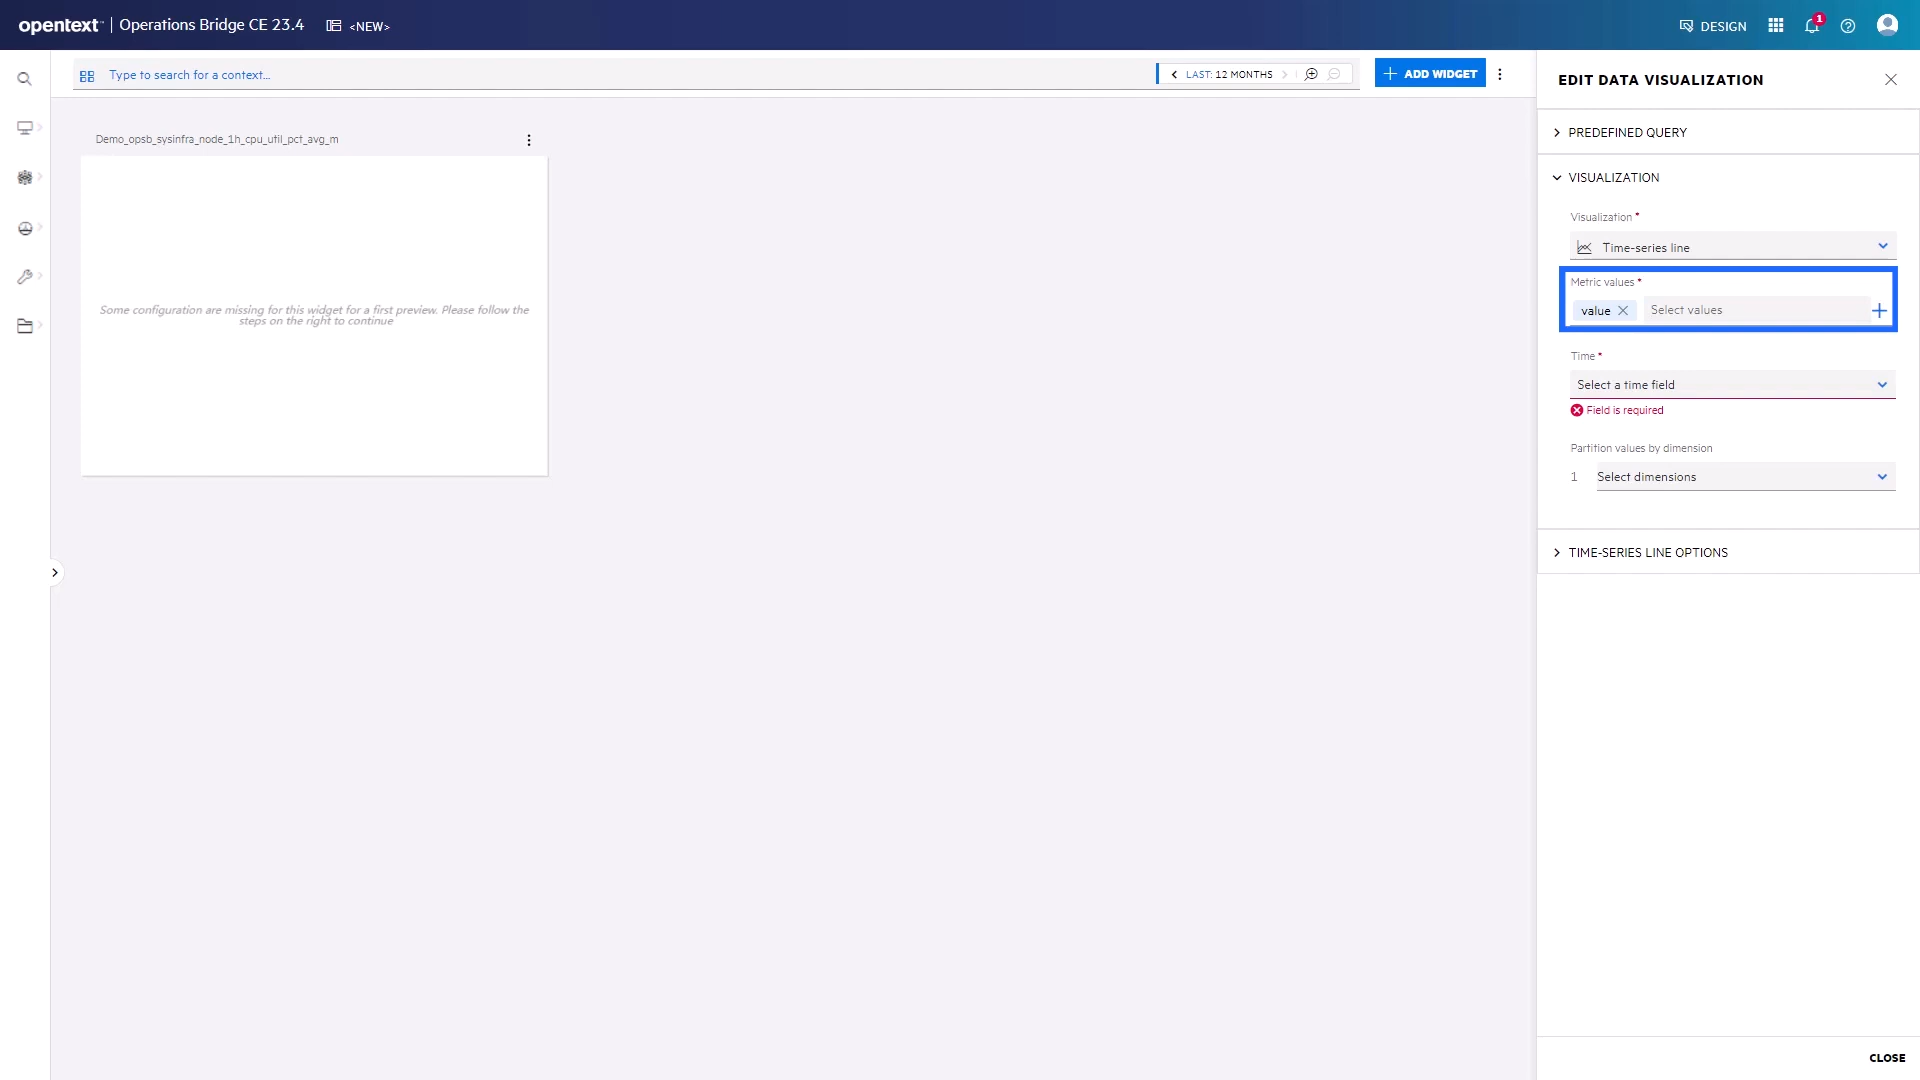 opentext™ | Operations Bridge CE 23.4 <NEW> DESIGN 1
Type to search for a context... LAST: 12 MONTHS ADD WIDGET
Demo_opsb_sysinfra_node_1h_cpu_util_pct_avg_m
Some configuration are missing for this widget for a first preview. Please follow the
steps on the right to continue
EDIT DATA VISUALIZATION
PREDEFINED QUERY
VISUALIZATION
Visualization *
Time-series line
Metric values *
value Select values
Time *
Select a time field
Field is required
Partition values by dimension
1 Select dimensions
TIME-SERIES LINE OPTIONS
CLOSE